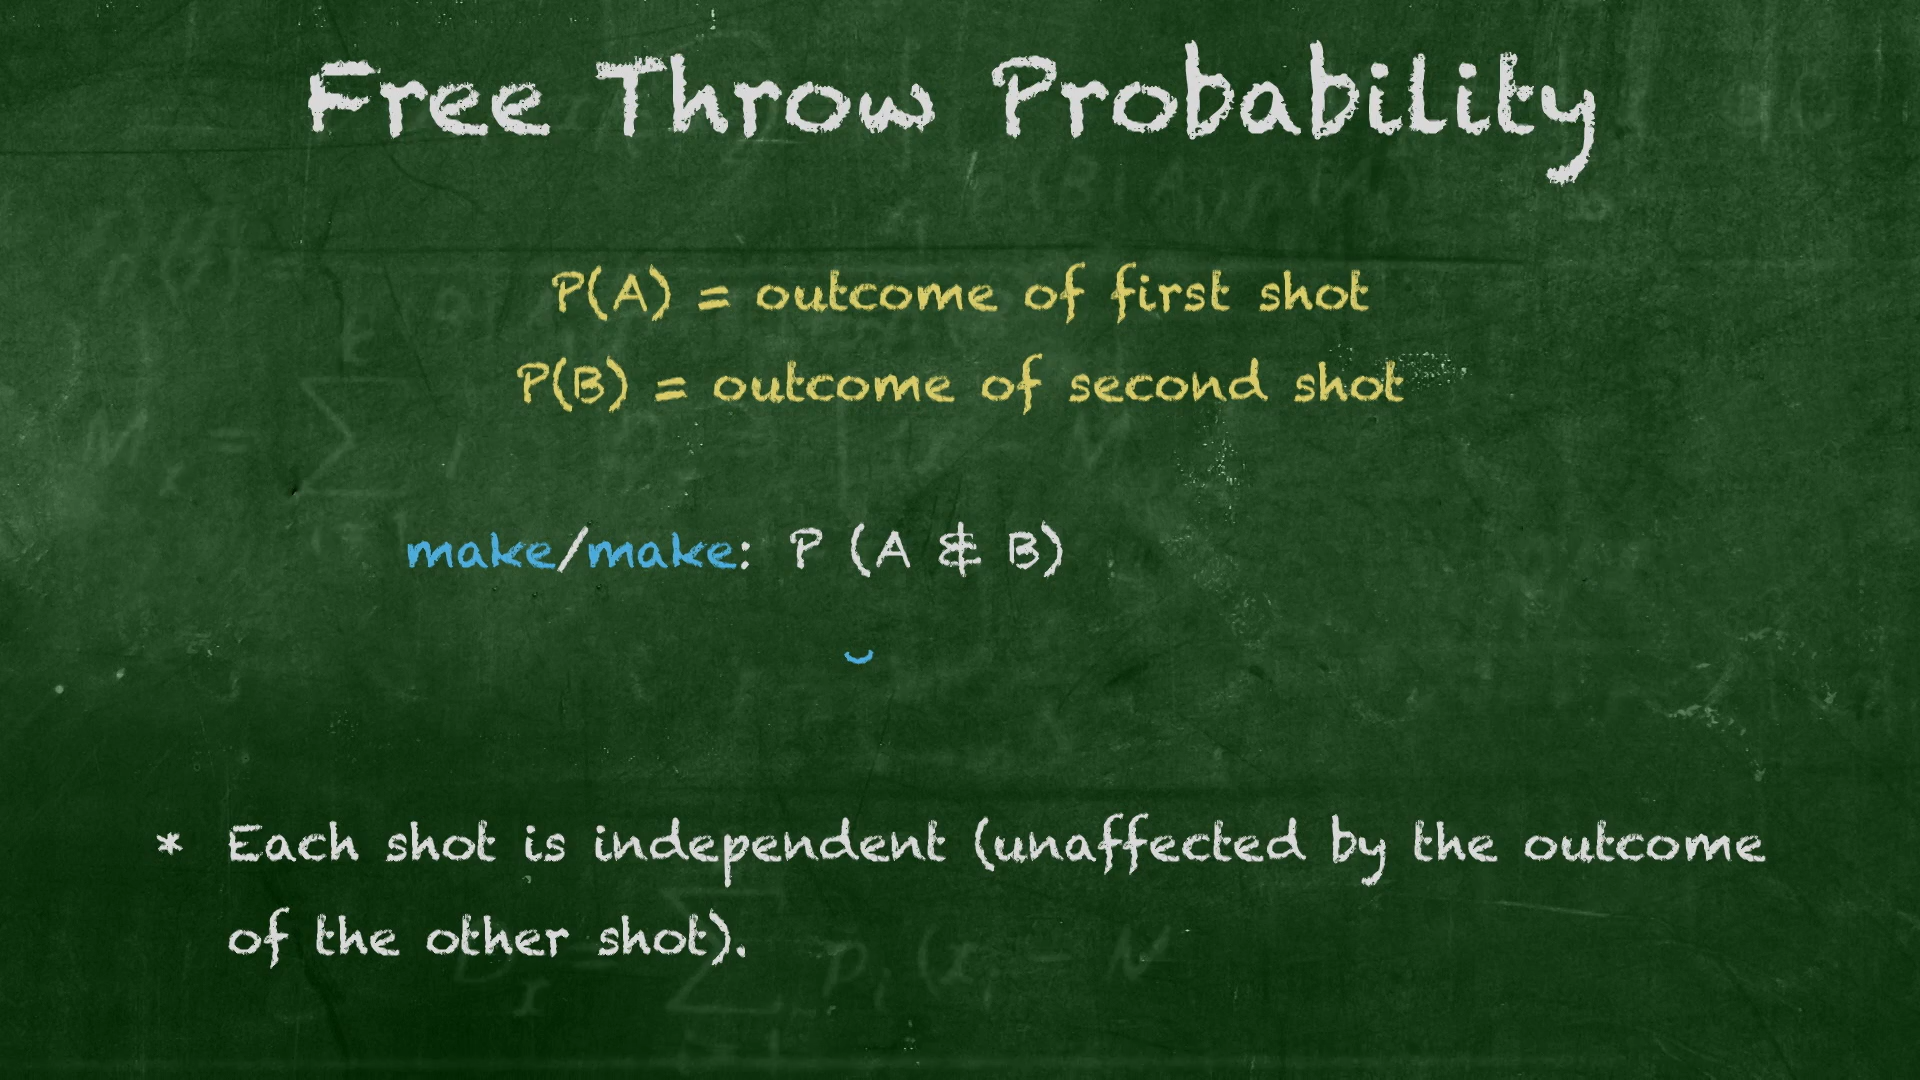 Free Throw Probability
P(A) = outcome of first shot
P(B) = outcome of second shot
make/make: P (A & B)
* Each shot is independent (unaffected by the outcome
of the other shot).